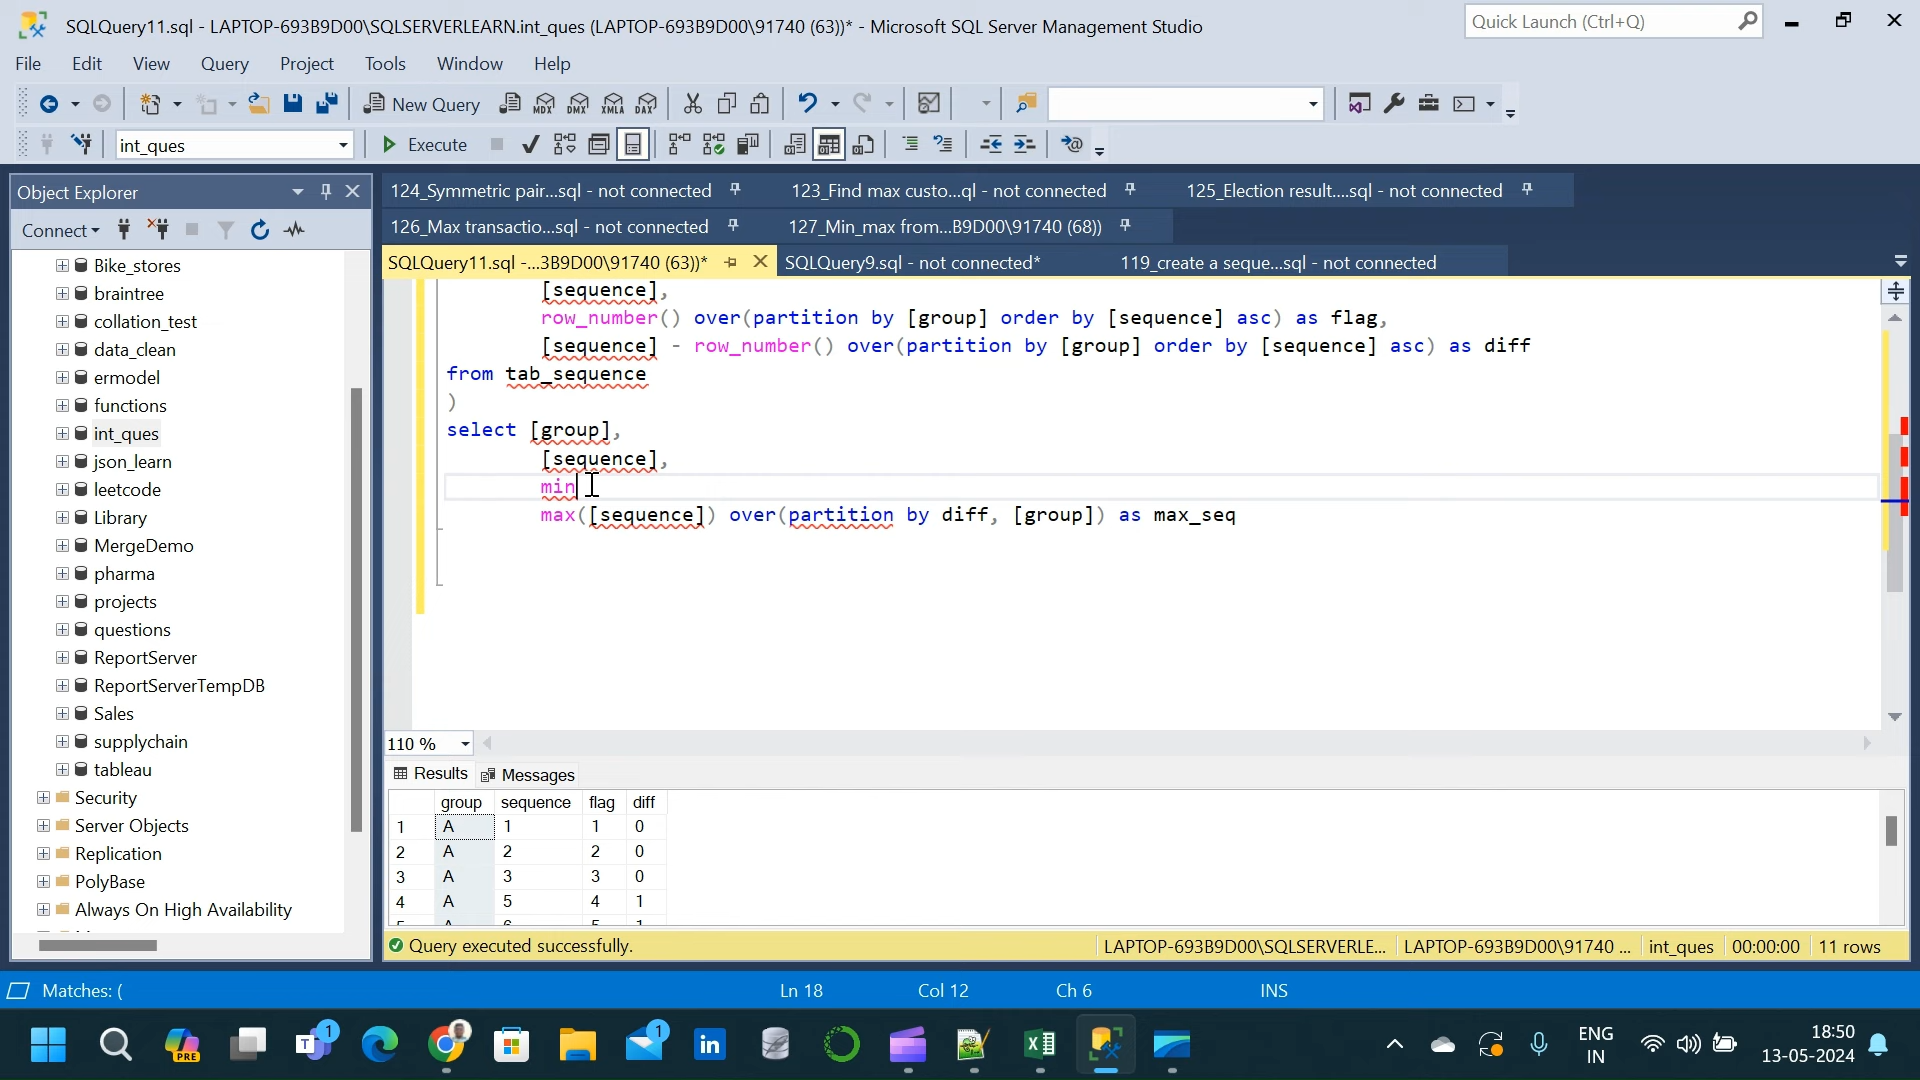 SQLQuery11.sql - LAPTOP-693B9D00\SQLSERVERLEARN.int_ques (LAPTOP-693B9D00\91740 (63))* - Microsoft SQL Server Management Studio
Quick Launch (Ctrl+Q)
File Edit View Query Project Tools Window Help
New Query MDX DMX XMLA DAX
int_ques Execute
Object Explorer
Connect
124_Symmetric pair...sql - not connected 123_Find max custo...ql - not connected 125_Election result....sql - not connected
126_Max transactio...sql - not connected 127_Min_max from...B9D00\91740 (68))
SQLQuery11.sql -...3B9D00\91740 (63))* SQLQuery9.sql - not connected* 119_create a seque...sql - not connected
Bike_stores
braintree
collation_test
data_clean
ermodel
functions
int_ques
json_learn
leetcode
Library
MergeDemo
pharma
projects
questions
ReportServer
ReportServerTempDB
Sales
supplychain
tableau
Security
Server Objects
Replication
PolyBase
Always On High Availability
[sequence],
row_number() over(partition by [group] order by [sequence] asc) as flag,
[sequence] - row_number() over(partition by [group] order by [sequence] asc) as diff
from tab_sequence
)
select [group],
[sequence],
min
max([sequence]) over(partition by diff, [group]) as max_seq
110 %
Results Messages
group sequence flag diff
1 A 1 1 0
2 A 2 2 0
3 A 3 3 0
4 A 5 4 1
Query executed successfully. LAPTOP-693B9D00\SQLSERVERLE... LAPTOP-693B9D00\91740 ... int_ques 00:00:00 11 rows
Matches: ( Ln 18 Col 12 Ch 6 INS
PRE 1 1 in
ENG
IN
18:50
13-05-2024